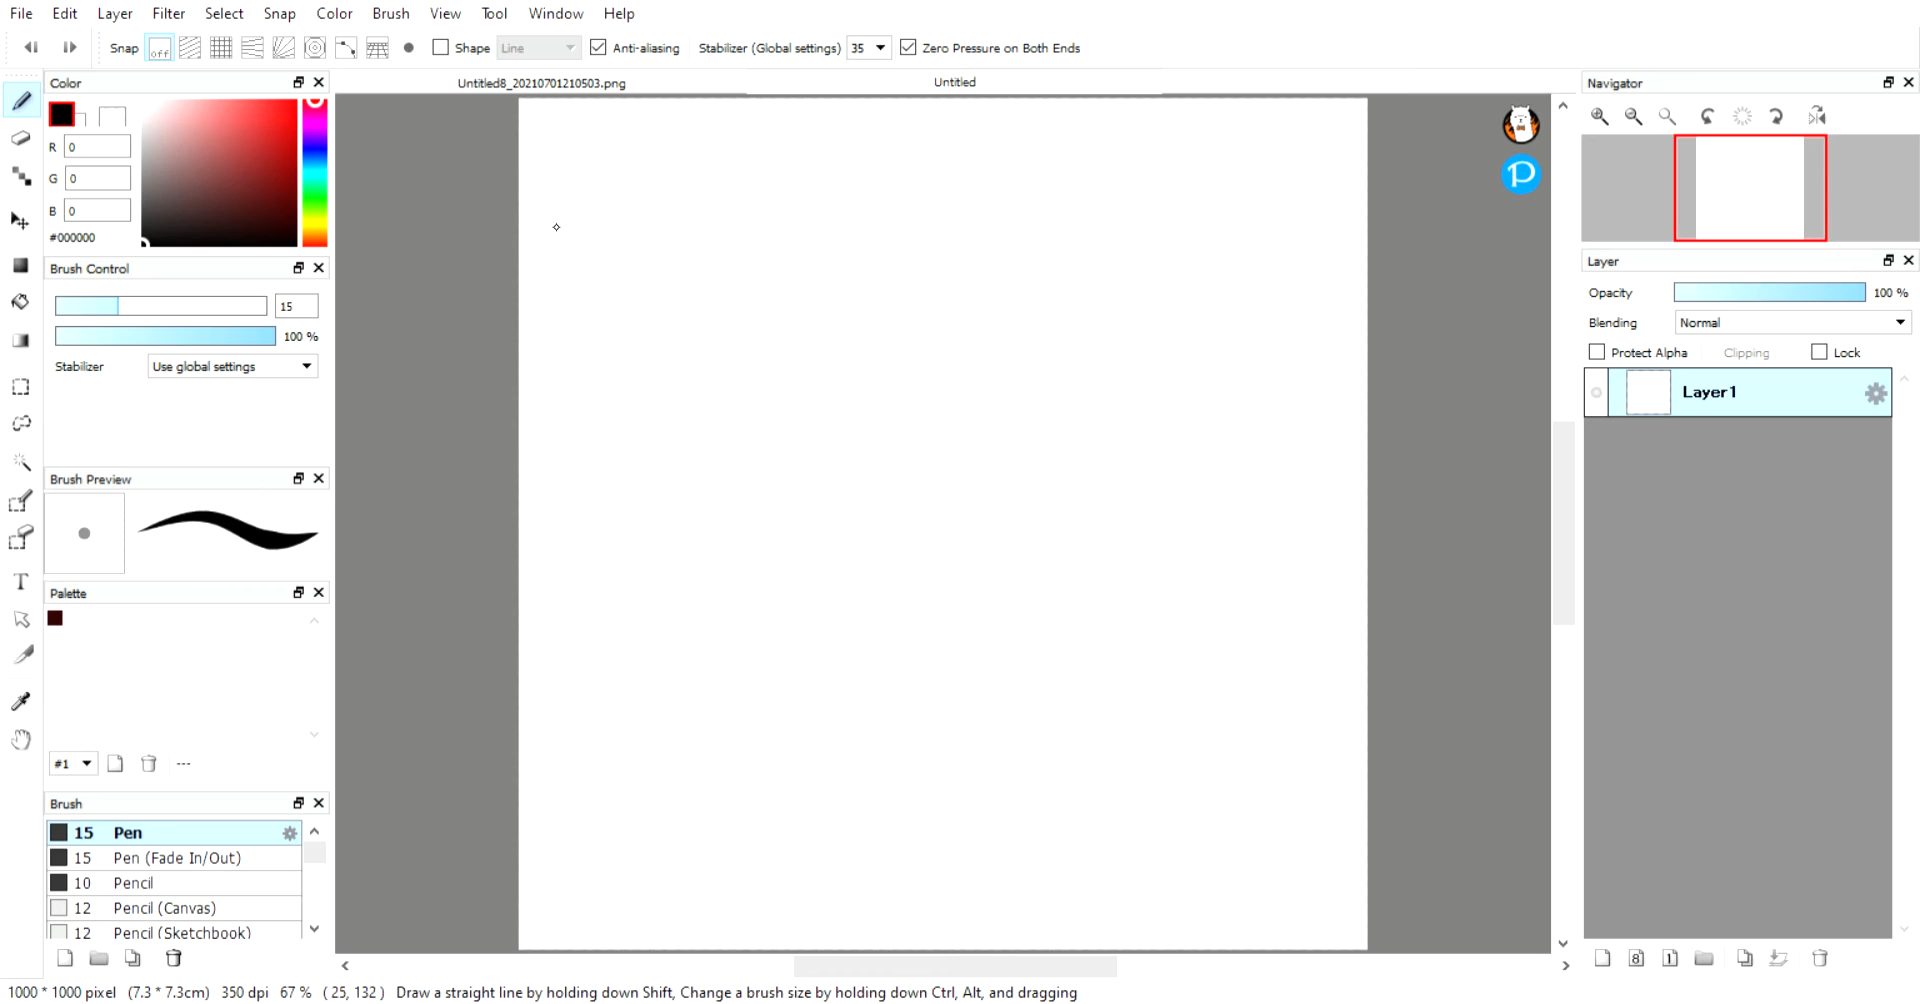 File Edit Layer Filter Select Snap Color Brush View Tool Window Help
Snap off Shape Line Anti-aliasing Stabilizer (Global settings) 35 Zero Pressure on Both Ends
Color
Untitled8_20210701210503.png
Untitled
Navigator
R 0
G 0
B 0
#000000
Brush Control
15
100 %
Stabilizer Use global settings
Brush Preview
Palette
#1 ---
Brush
15 Pen
15 Pen (Fade In/Out)
10 Pencil
12 Pencil (Canvas)
12 Pencil (Sketchbook)
T
P
Layer
Opacity 100 %
Blending Normal
Protect Alpha Clipping Lock
Layer1
8 1
1000 * 1000 pixel (7.3 * 7.3cm) 350 dpi 67 % ( 25, 132 ) Draw a straight line by holding down Shift, Change a brush size by holding down Ctrl, Alt, and dragging